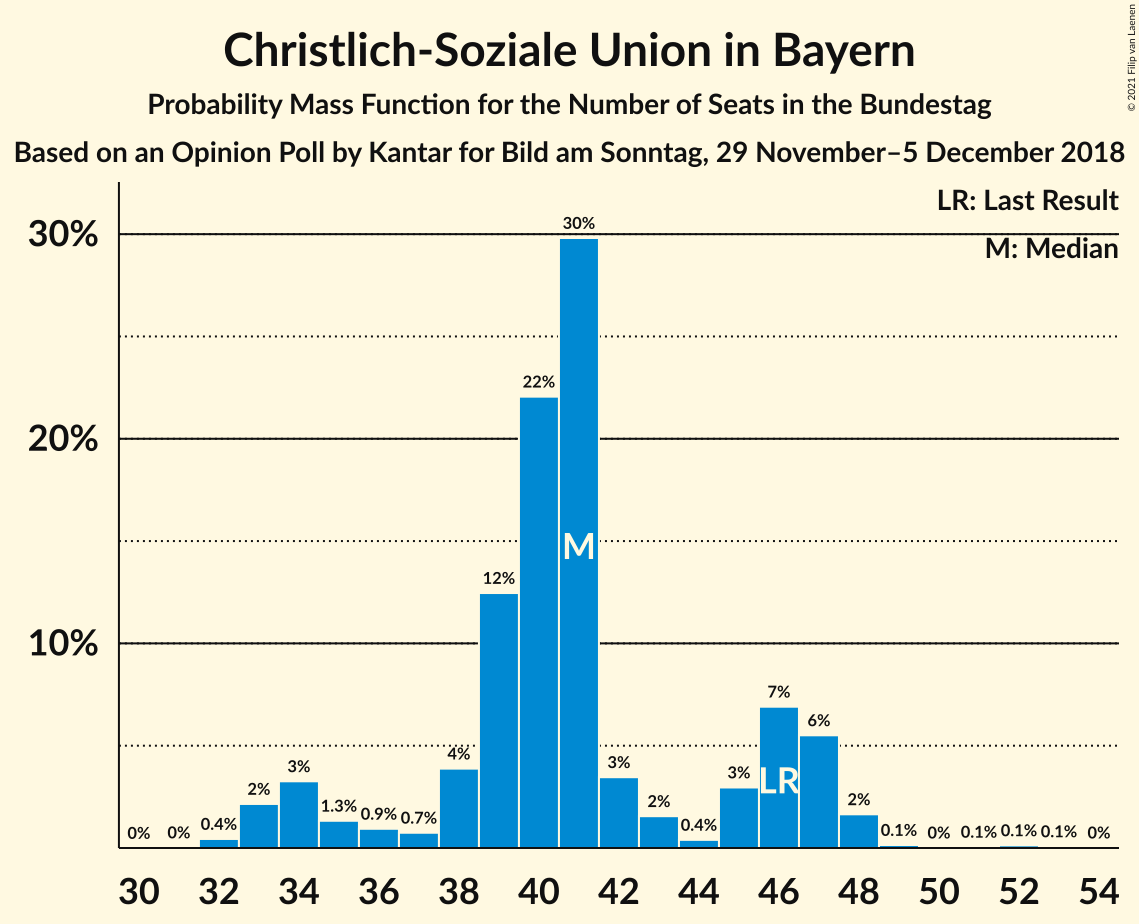 Christlich-Soziale Union in Bayern
Probability Mass Function for the Number of Seats in the Bundestag
Based on an Opinion Poll by Kantar for Bild am Sonntag, 29 November–5 December 2018
© 2021 Filip van Laenen
LR: Last Result
M: Median
30%
20%
10%
0% 0% 0.4% 2% 3% 1.3% 0.9% 0.7% 4% 12% 22% 30% 3% 2% 0.4% 3% 7% 6% 2% 0.1% 0% 0.1% 0.1% 0.1% 0%
M
LR
30 32 34 36 38 40 42 44 46 48 50 52 54